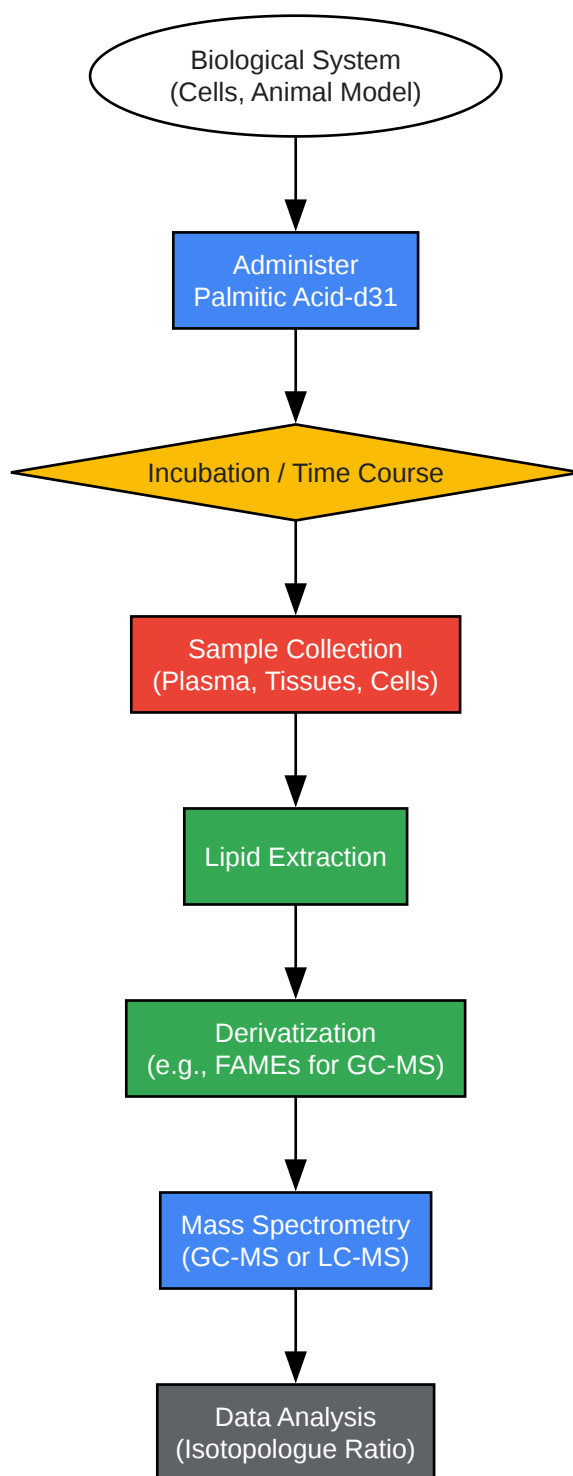 Biological System
(Cells, Animal Model)
Administer
Palmitic Acid-d31
Incubation / Time Course
Sample Collection
(Plasma, Tissues, Cells)
Lipid Extraction
Derivatization
(e.g., FAMEs for GC-MS)
Mass Spectrometry
(GC-MS or LC-MS)
Data Analysis
(Isotopologue Ratio)